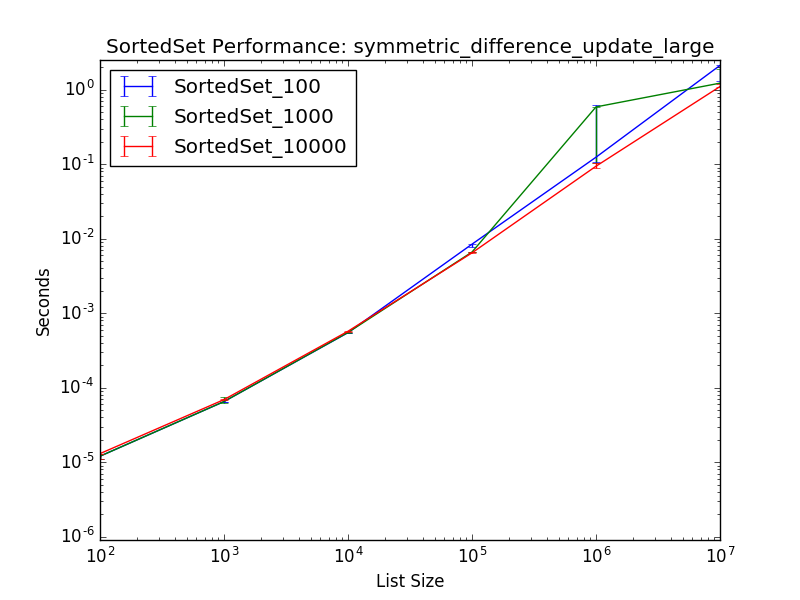 SortedSet Performance: symmetric_difference_update_large
SortedSet_100
SortedSet_1000
SortedSet_10000
10^0
10^-1
10^-2
10^-3
10^-4
10^-5
10^-6
Seconds
10^2 10^3 10^4 10^5 10^6 10^7
List Size